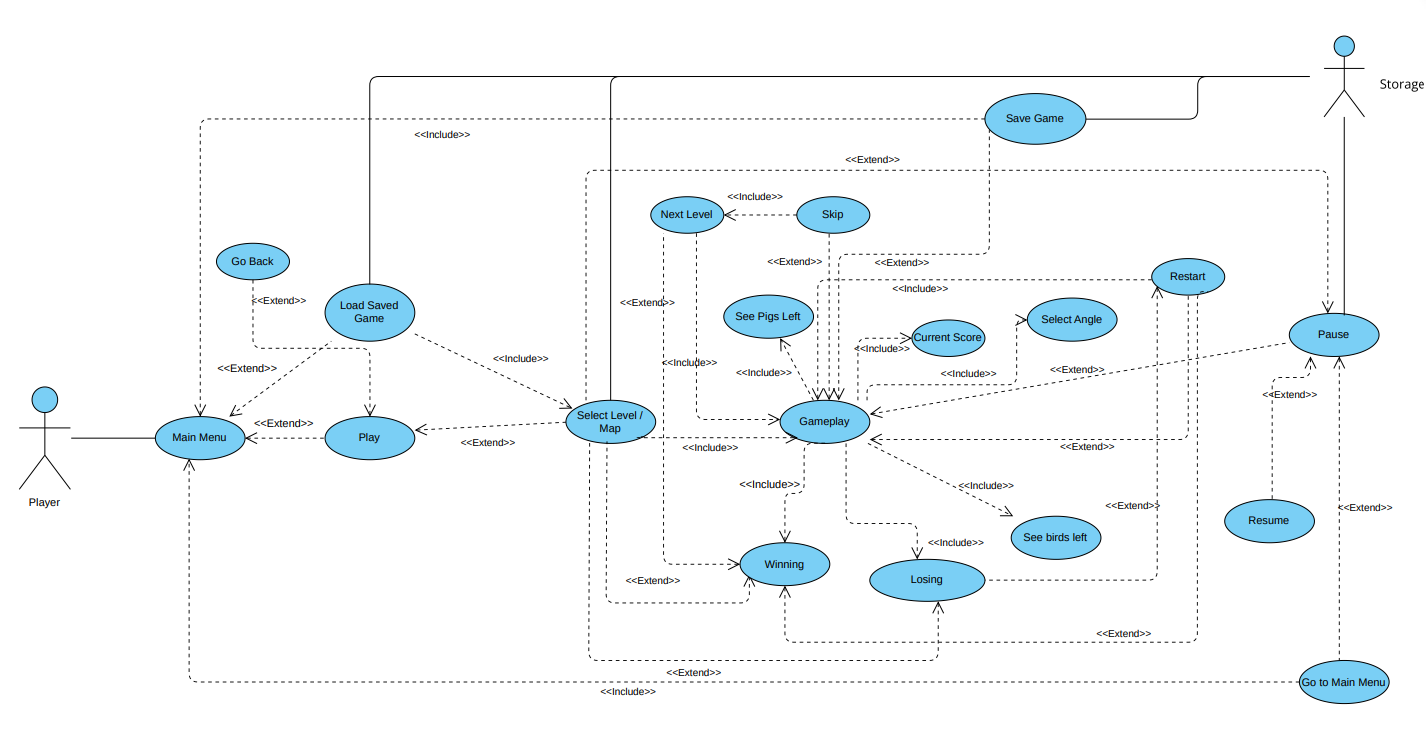 Storage
Save Game
<<Include>>
<<Extend>>
<<Include>>
Next Level
Skip
Go Back
<<Extend>>
<<Extend>>
Restart
<<Extend>>
Load Saved
Game
<<Extend>>
<<Include>>
See Pigs Left
Select Angle
Current Score
Pause
<<Include>>
<<Include>>
<<Include>>
<<Extend>>
<<Include>>
<<Include>>
<<Extend>>
<<Extend>>
Select Level /
Map
Gameplay
<<Extend>>
Main Menu
Play
<<Extend>>
<<Include>>
<<Extend>>
<<Include>>
<<Include>>
Player
<<Extend>>
<<Extend>>
Resume
See birds left
<<Include>>
Winning
<<Extend>>
Losing
<<Extend>>
<<Extend>>
Go to Main Menu
<<Include>>